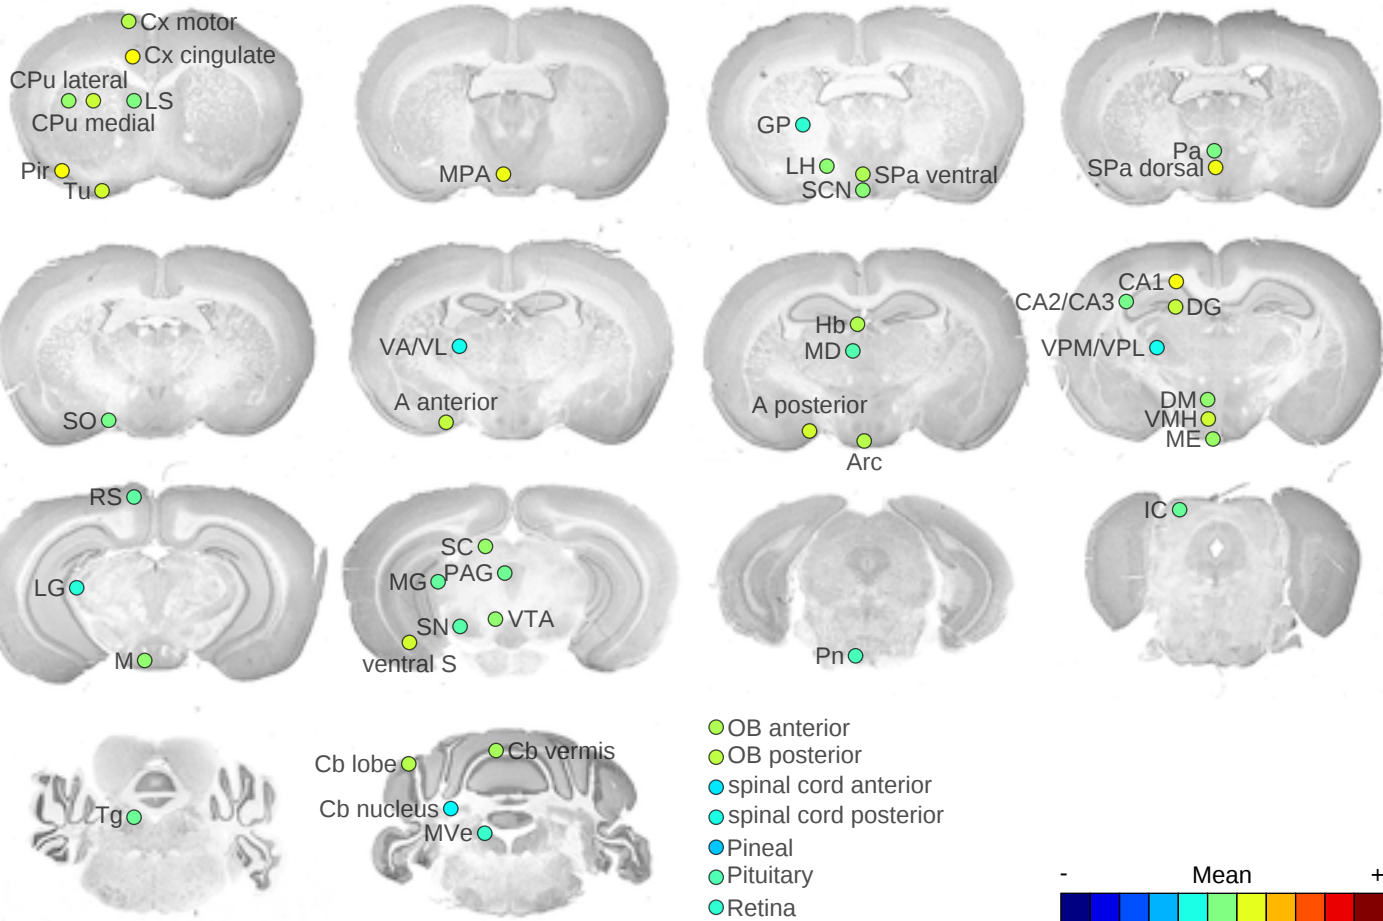 Cx motor
Cx cingulate
CPu lateral
LS
CPu medial
Pir
Tu
MPA
GP
LH
SPa ventral
SCN
Pa
SPa dorsal
SO
VA/VL
A anterior
Hb
MD
A posterior
Arc
CA1
CA2/CA3
DG
VPM/VPL
DM
VMH
ME
RS
LG
M
SC
MG
PAG
SN
VTA
ventral S
Pn
IC
Tg
Cb lobe
Cb vermis
Cb nucleus
MVe
OB anterior
OB posterior
spinal cord anterior
spinal cord posterior
Pineal
Pituitary
Retina
- Mean +